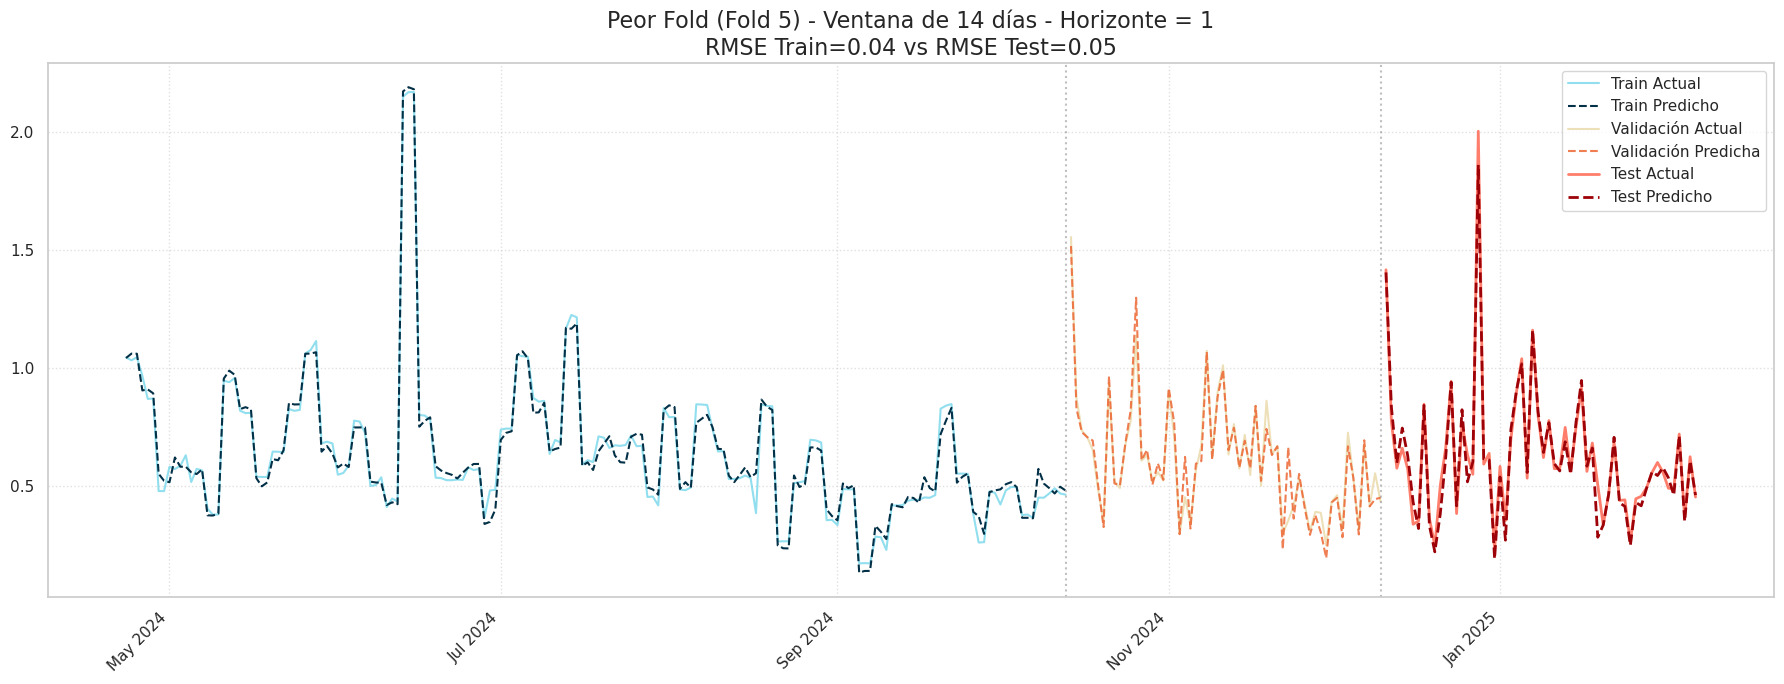 Peor Fold (Fold 5) - Ventana de 14 días - Horizonte = 1
RMSE Train=0.04 vs RMSE Test=0.05
Train Actual
Train Predicho
Validación Actual
Validación Predicha
Test Actual
Test Predicho
2.0
1.5
1.0
0.5
May 2024
Jul 2024
Sep 2024
Nov 2024
Jan 2025